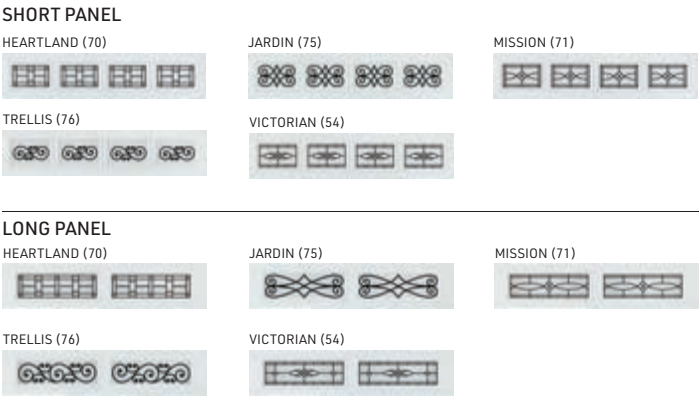 SHORT PANEL
HEARTLAND (70)
JARDIN (75)
MISSION (71)
TRELLIS (76)
VICTORIAN (54)
LONG PANEL
HEARTLAND (70)
JARDIN (75)
MISSION (71)
TRELLIS (76)
VICTORIAN (54)